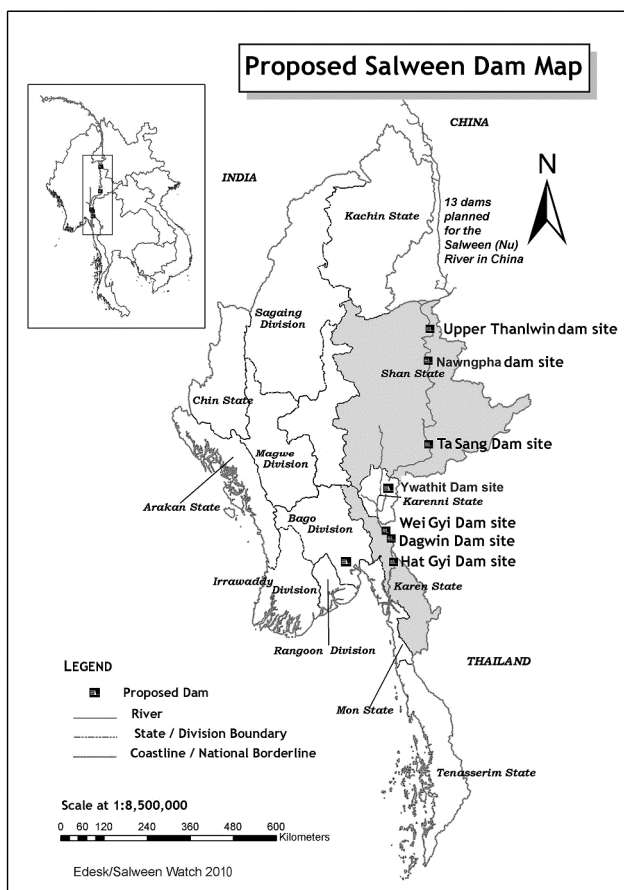 Proposed Salween Dam Map
CHINA
INDIA
N
Kachin State
13 dams
planned
for the
Salween (Nu)
River in China
Sagaing
Division
Upper Thanlwin dam site
Nawngpha dam site
Shan State
Chin State
Ta Sang Dam site
Magwe
Division
Ywathit Dam site
Karenni State
Arakan State
Bago
Division
Wei Gyi Dam site
Dagwin Dam site
Hat Gyi Dam site
Irrawaddy
Division
Karen State
Rangoon Division
THAILAND
Mon State
Tenasserim State
LEGEND
Proposed Dam
River
State / Division Boundary
Coastline / National Borderline
Scale at 1:8,500,000
0 60 120 240 360 480 600
Kilometers
Edesk/Salween Watch 2010